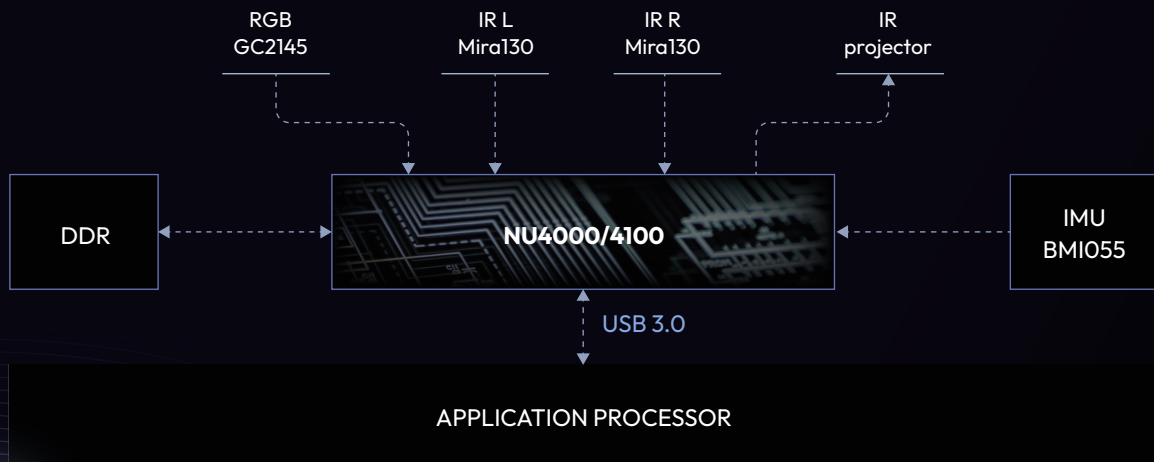 RGB
GC2145
IR L
Mira130
IR R
Mira130
IR
projector
DDR
NU4000/4100
IMU
BMI055
USB 3.0
APPLICATION PROCESSOR